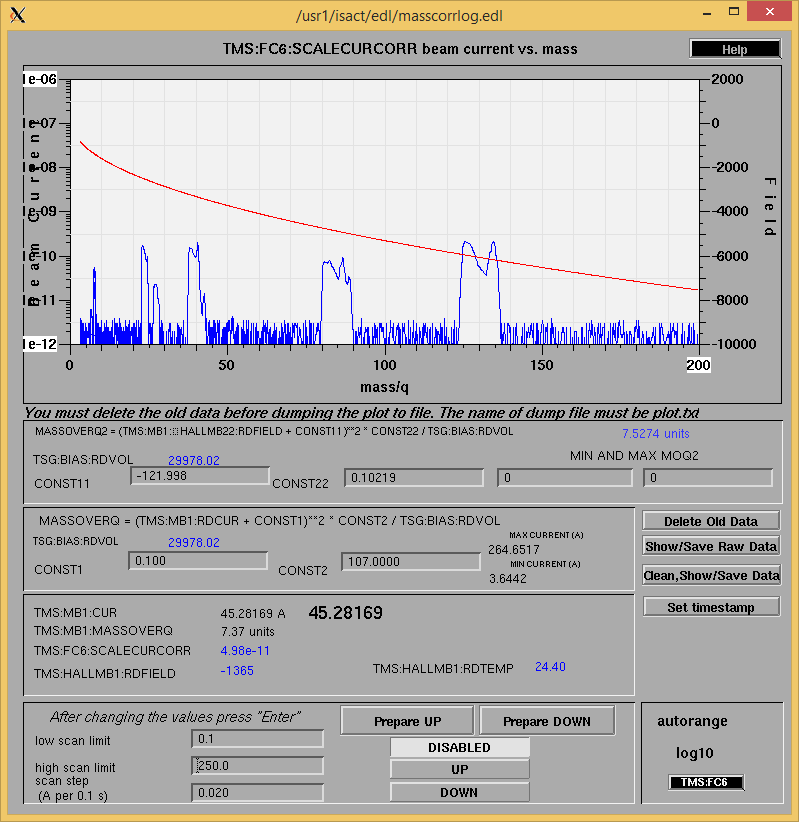 /usr1/isact/edl/masscorrlog.edl
TMS:FC6:SCALECURCORR beam current vs. mass
Help
1e-06
1e-07
1e-08
1e-09
1e-10
1e-11
1e-12
Beam Current
2000
0
-2000
-4000
-6000
-8000
-10000
Field
0 50 100 150 200
mass/q
You must delete the old data before dumping the plot to file. The name of dump file must be plot.txt
MASSOVERQ2 = (TMS:MB1: HALLMB22:RDFIELD + CONST11)**2 * CONST22 / TSG:BIAS:RDVOL
7.5274 units
TSG:BIAS:RDVOL 29978.02
MIN AND MAX MOQ2
CONST11 -121.998 CONST22 0.10219 0 0
MASSOVERQ = (TMS:MB1:RDCUR + CONST1)**2 * CONST2 / TSG:BIAS:RDVOL
TSG:BIAS:RDVOL 29978.02
MAX CURRENT (A)
264.6517
CONST1 0.100 CONST2 107.0000
MIN CURRENT (A)
3.6442
Delete Old Data
Show/Save Raw Data
Clean,Show/Save Data
Set timestamp
TMS:MB1:CUR 45.28169 A 45.28169
TMS:MB1:MASSOVERQ 7.37 units
TMS:FC6:SCALECURCORR 4.98e-11
TMS:HALLMB1:RDFIELD -1365
TMS:HALLMB1:RDTEMP 24.40
After changing the values press "Enter"
low scan limit 0.1
high scan limit 250.0
scan step
(A per 0.1 s) 0.020
Prepare UP Prepare DOWN
DISABLED
UP
DOWN
autorange
log10
TMS:FC6